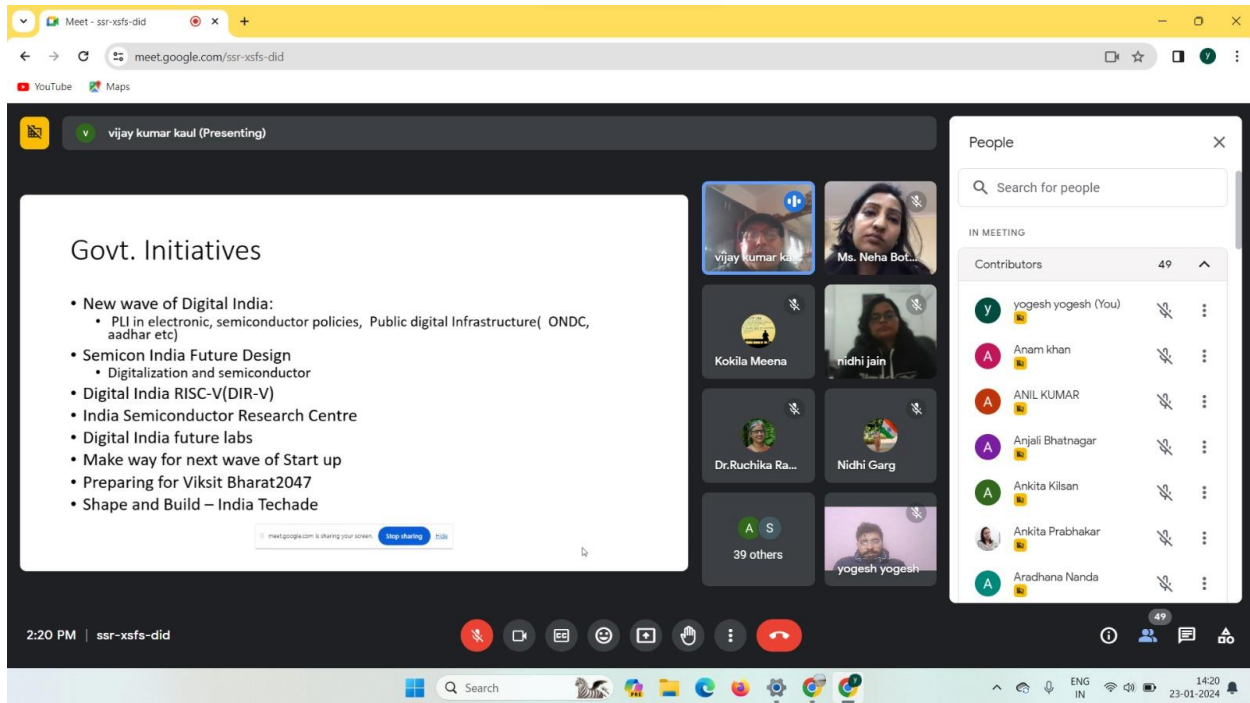 Meet - ssr-xsfs-did
meet.google.com/ssr-xsfs-did
YouTube
Maps
v
vijay kumar kaul (Presenting)
Govt. Initiatives
• New wave of Digital India:
• PLI in electronic, semiconductor policies, Public digital Infrastructure( ONDC,
aadhar etc)
• Semicon India Future Design
• Digitalization and semiconductor
• Digital India RISC-V(DIR-V)
• India Semiconductor Research Centre
• Digital India future labs
• Make way for next wave of Start up
• Preparing for Viksit Bharat2047
• Shape and Build – India Techade
meet.google.com is sharing your screen.
Stop sharing
Hide
vijay kumar ka...
Ms. Neha Bot...
Kokila Meena
nidhi jain
Dr.Ruchika Ra...
Nidhi Garg
A S
39 others
yogesh yogesh
People
Search for people
IN MEETING
Contributors 49
y yogesh yogesh (You)
A Anam khan
A ANIL KUMAR
A Anjali Bhatnagar
A Ankita Kilsan
Ankita Prabhakar
A Aradhana Nanda
2:20 PM | ssr-xsfs-did
CC
49
Search
PRE
ENG
IN
14:20
23-01-2024